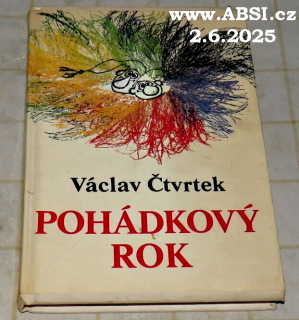 www.ABSI.cz
2.6.2025
Václav Čtvrtek
POHÁDKOVÝ
ROK